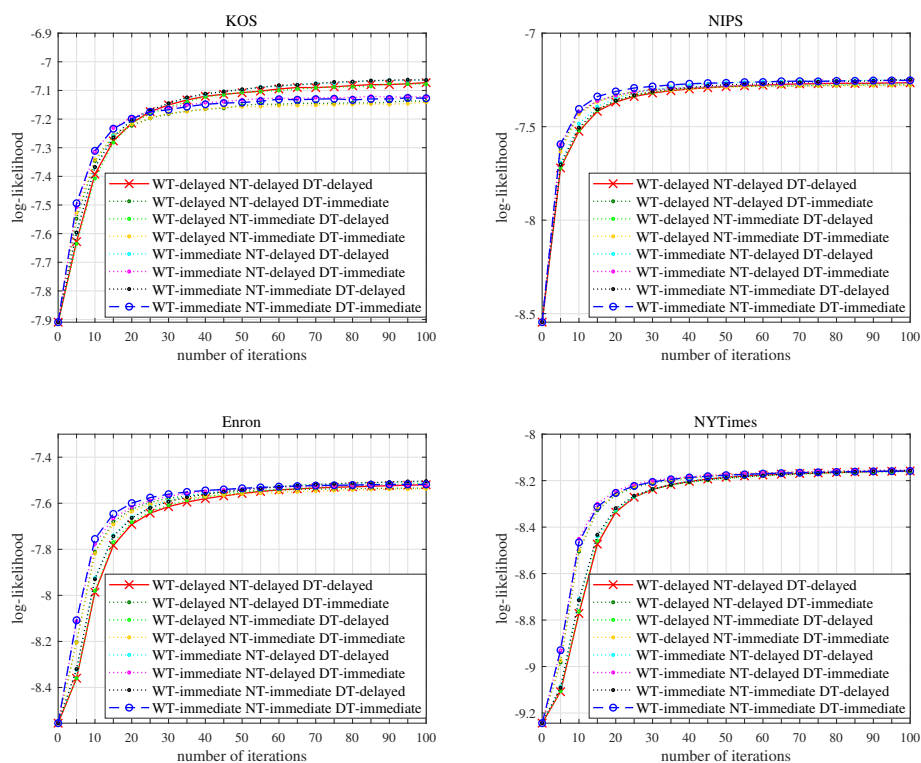 KOS
-6.9
-7
-7.1
-7.2
-7.3
-7.4
-7.5
-7.6
-7.7
-7.8
-7.9
log-likelihood
WT-delayed NT-delayed DT-delayed
WT-delayed NT-delayed DT-immediate
WT-delayed NT-immediate DT-delayed
WT-delayed NT-immediate DT-immediate
WT-immediate NT-delayed DT-delayed
WT-immediate NT-delayed DT-immediate
WT-immediate NT-immediate DT-delayed
WT-immediate NT-immediate DT-immediate
0 10 20 30 40 50 60 70 80 90 100
number of iterations
NIPS
-7
-7.5
-8
-8.5
log-likelihood
WT-delayed NT-delayed DT-delayed
WT-delayed NT-delayed DT-immediate
WT-delayed NT-immediate DT-delayed
WT-delayed NT-immediate DT-immediate
WT-immediate NT-delayed DT-delayed
WT-immediate NT-delayed DT-immediate
WT-immediate NT-immediate DT-delayed
WT-immediate NT-immediate DT-immediate
0 10 20 30 40 50 60 70 80 90 100
number of iterations
Enron
-7.4
-7.6
-7.8
-8
-8.2
-8.4
log-likelihood
WT-delayed NT-delayed DT-delayed
WT-delayed NT-delayed DT-immediate
WT-delayed NT-immediate DT-delayed
WT-delayed NT-immediate DT-immediate
WT-immediate NT-delayed DT-delayed
WT-immediate NT-delayed DT-immediate
WT-immediate NT-immediate DT-delayed
WT-immediate NT-immediate DT-immediate
0 10 20 30 40 50 60 70 80 90 100
number of iterations
NYTimes
-8
-8.2
-8.4
-8.6
-8.8
-9
-9.2
log-likelihood
WT-delayed NT-delayed DT-delayed
WT-delayed NT-delayed DT-immediate
WT-delayed NT-immediate DT-delayed
WT-delayed NT-immediate DT-immediate
WT-immediate NT-delayed DT-delayed
WT-immediate NT-delayed DT-immediate
WT-immediate NT-immediate DT-delayed
WT-immediate NT-immediate DT-immediate
0 10 20 30 40 50 60 70 80 90 100
number of iterations